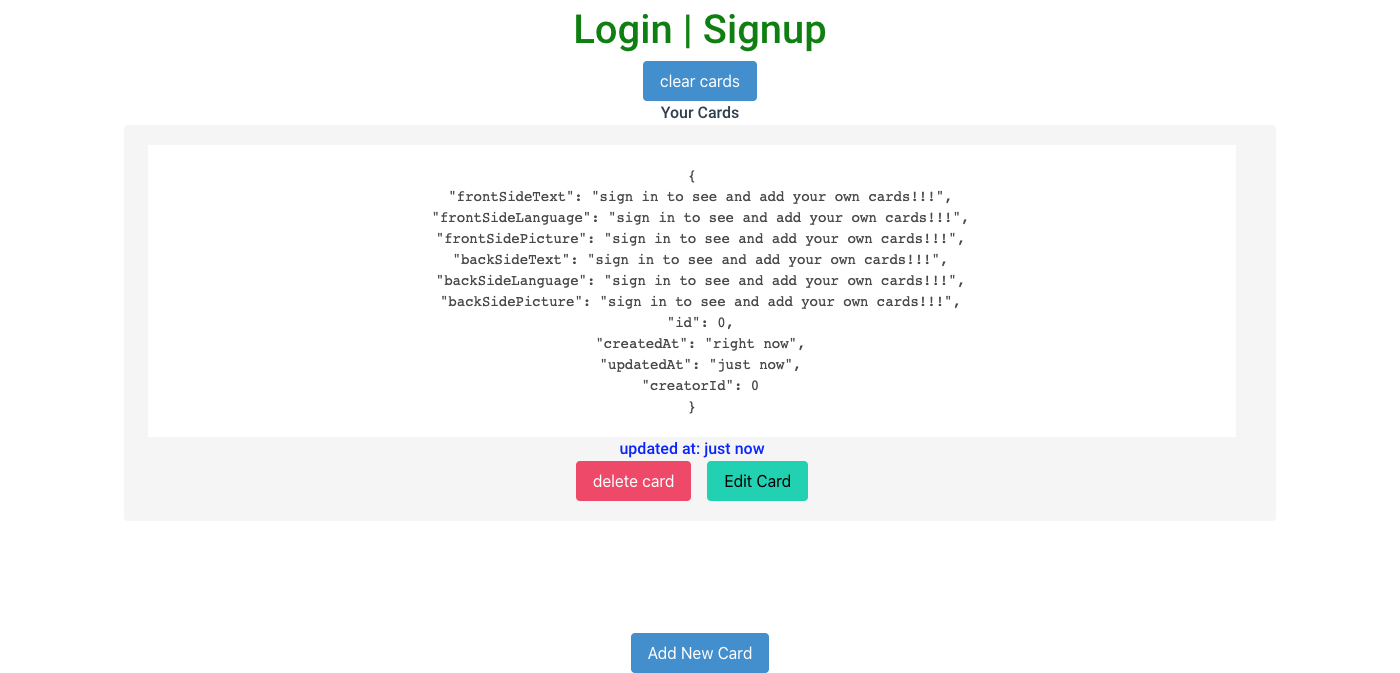 Login | Signup
clear cards
Your Cards
{
"frontSideText": "sign in to see and add your own cards!!!",
"frontSideLanguage": "sign in to see and add your own cards!!!",
"frontSidePicture": "sign in to see and add your own cards!!!",
"backSideText": "sign in to see and add your own cards!!!",
"backSideLanguage": "sign in to see and add your own cards!!!",
"backSidePicture": "sign in to see and add your own cards!!!",
"id": 0,
"createdAt": "right now",
"updatedAt": "just now",
"creatorId": 0
}
updated at: just now
delete card Edit Card
Add New Card